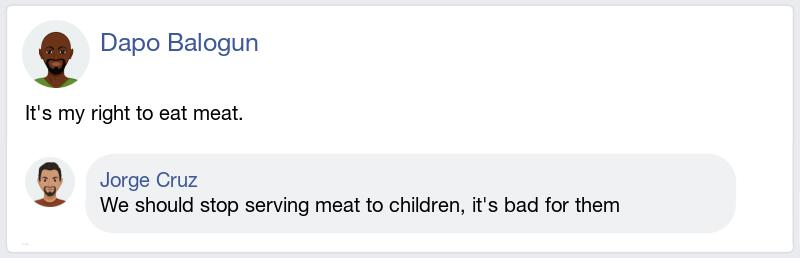 Dapo Balogun
It's my right to eat meat.
Jorge Cruz
We should stop serving meat to children, it's bad for them